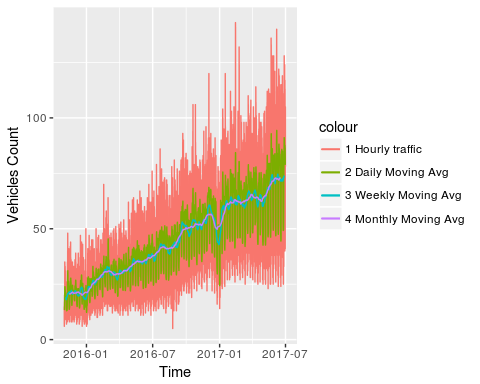 Vehicles Count
100
50
0
2016-01
2016-07
2017-01
2017-07
Time
colour
1 Hourly traffic
2 Daily Moving Avg
3 Weekly Moving Avg
4 Monthly Moving Avg